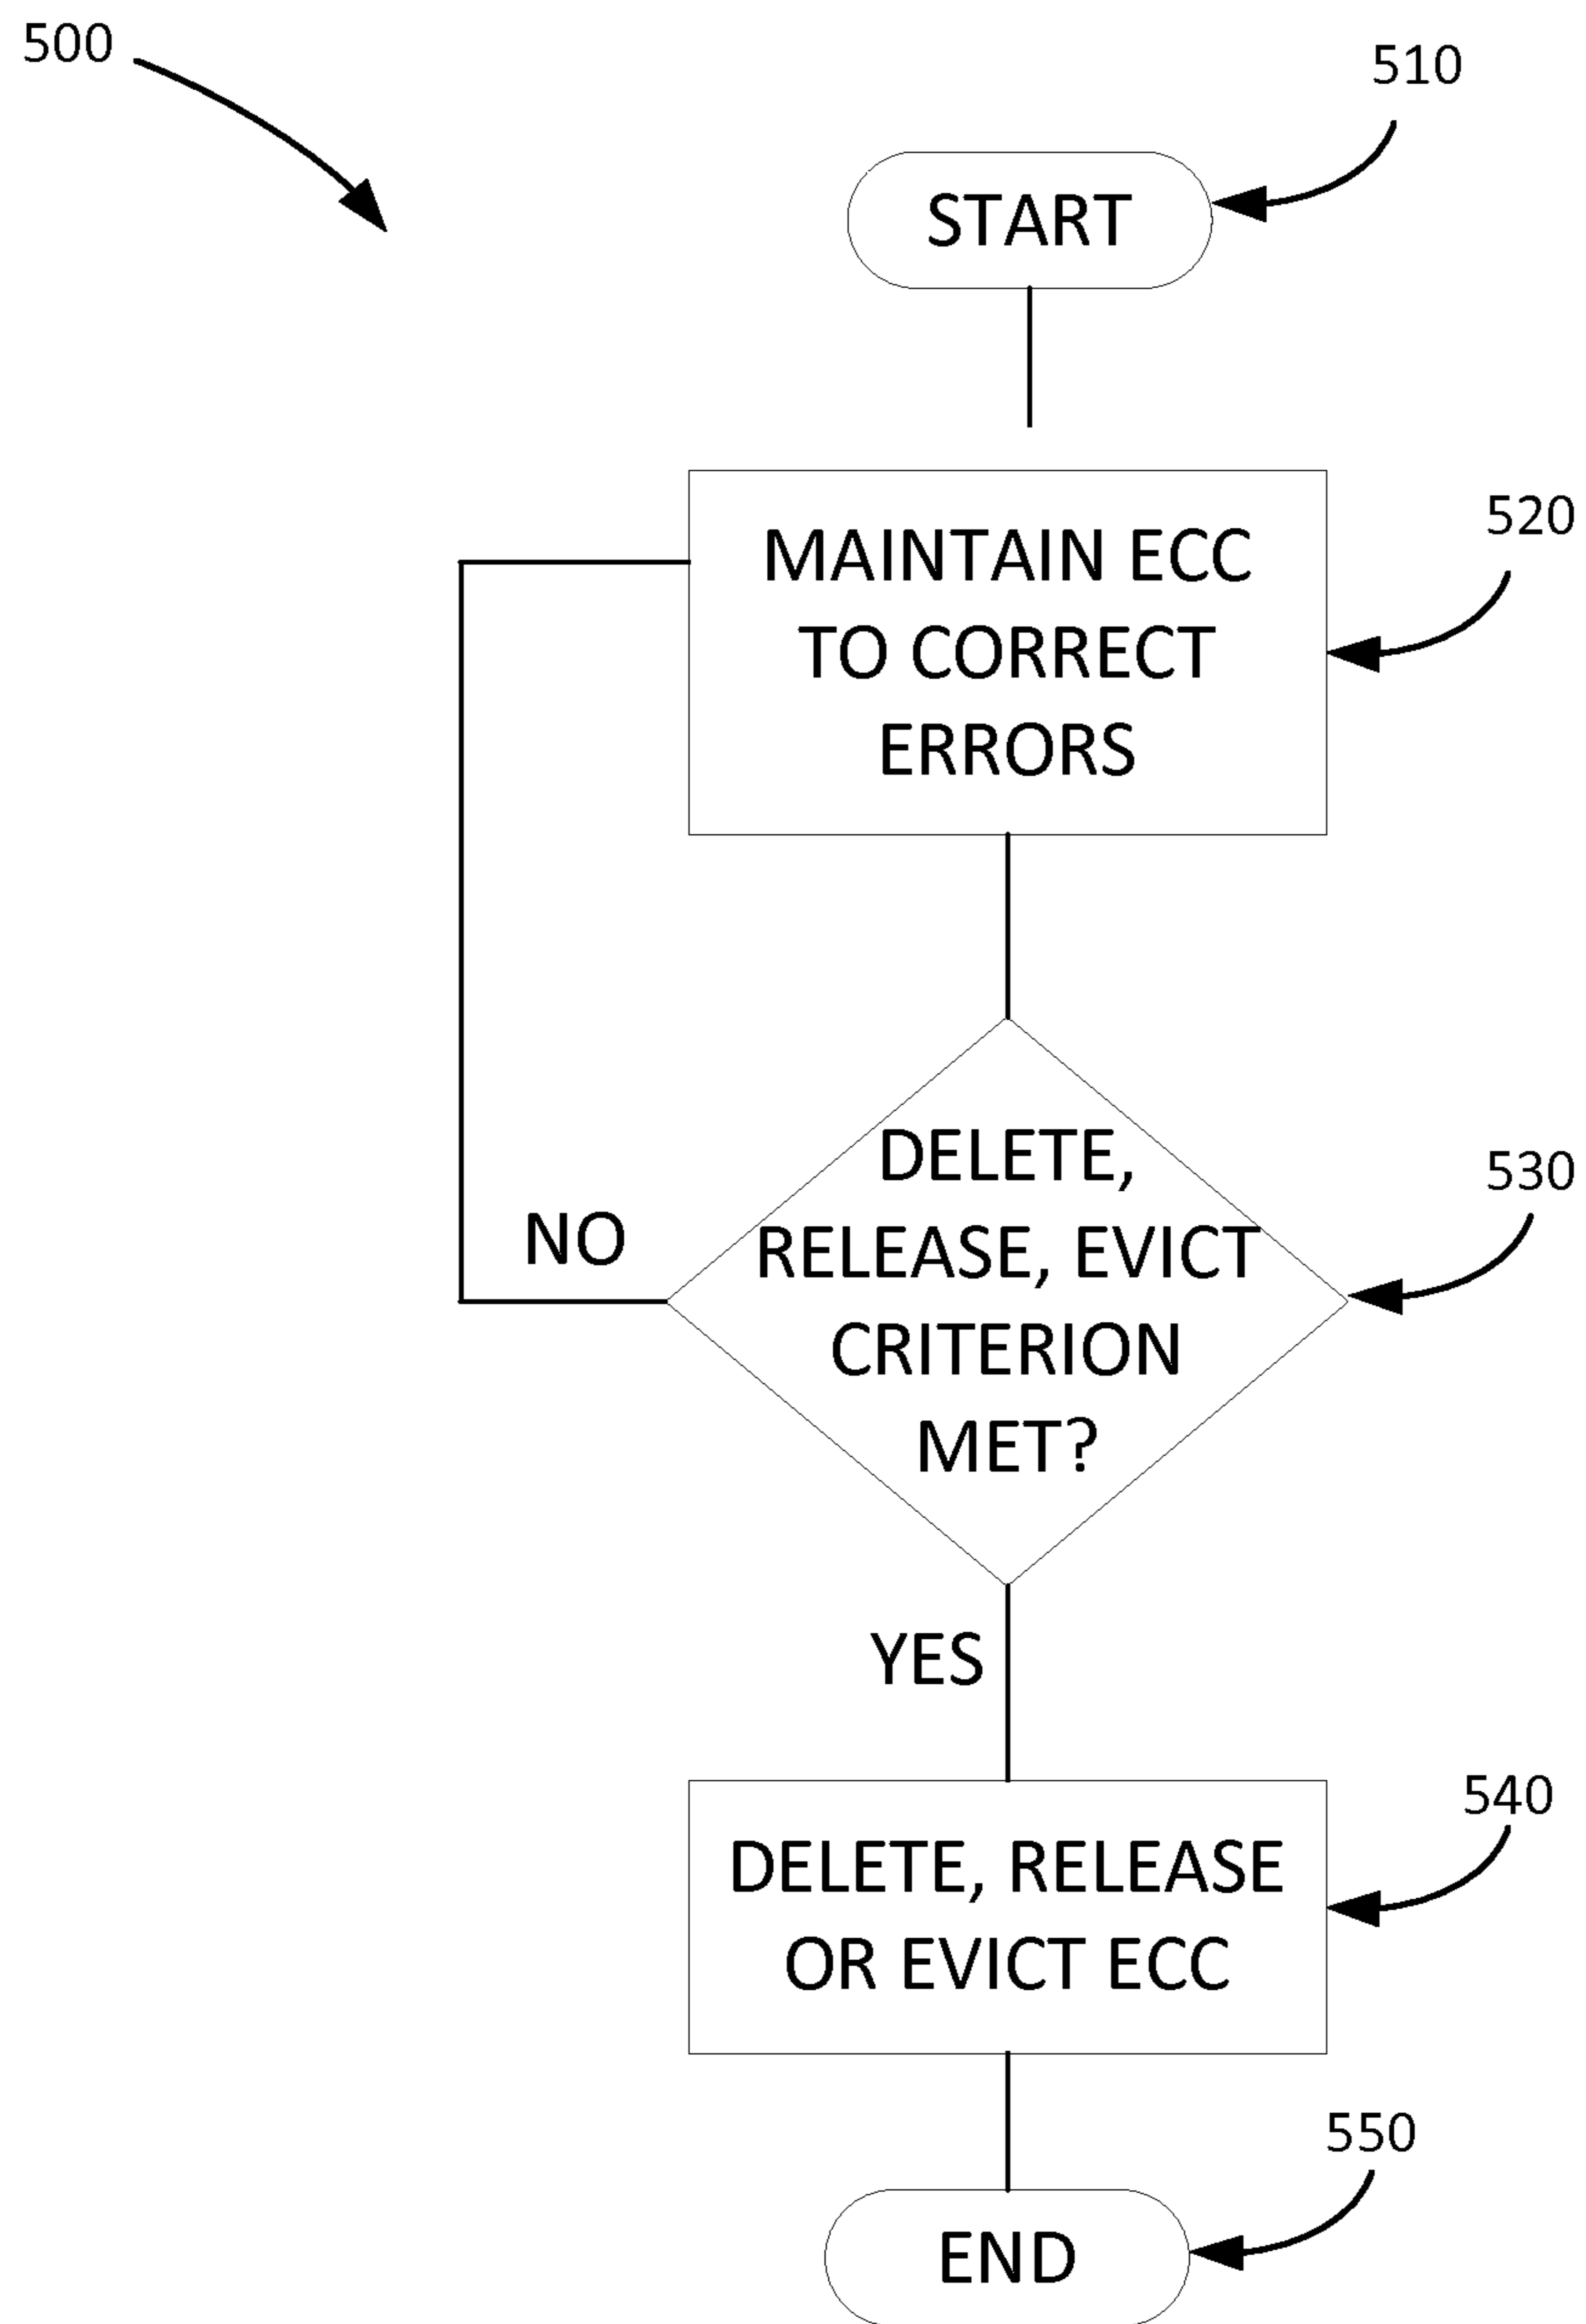 500
510
START
520
MAINTAIN ECC
TO CORRECT
ERRORS
530
DELETE,
RELEASE, EVICT
CRITERION
MET?
NO
YES
540
DELETE, RELEASE
OR EVICT ECC
550
END